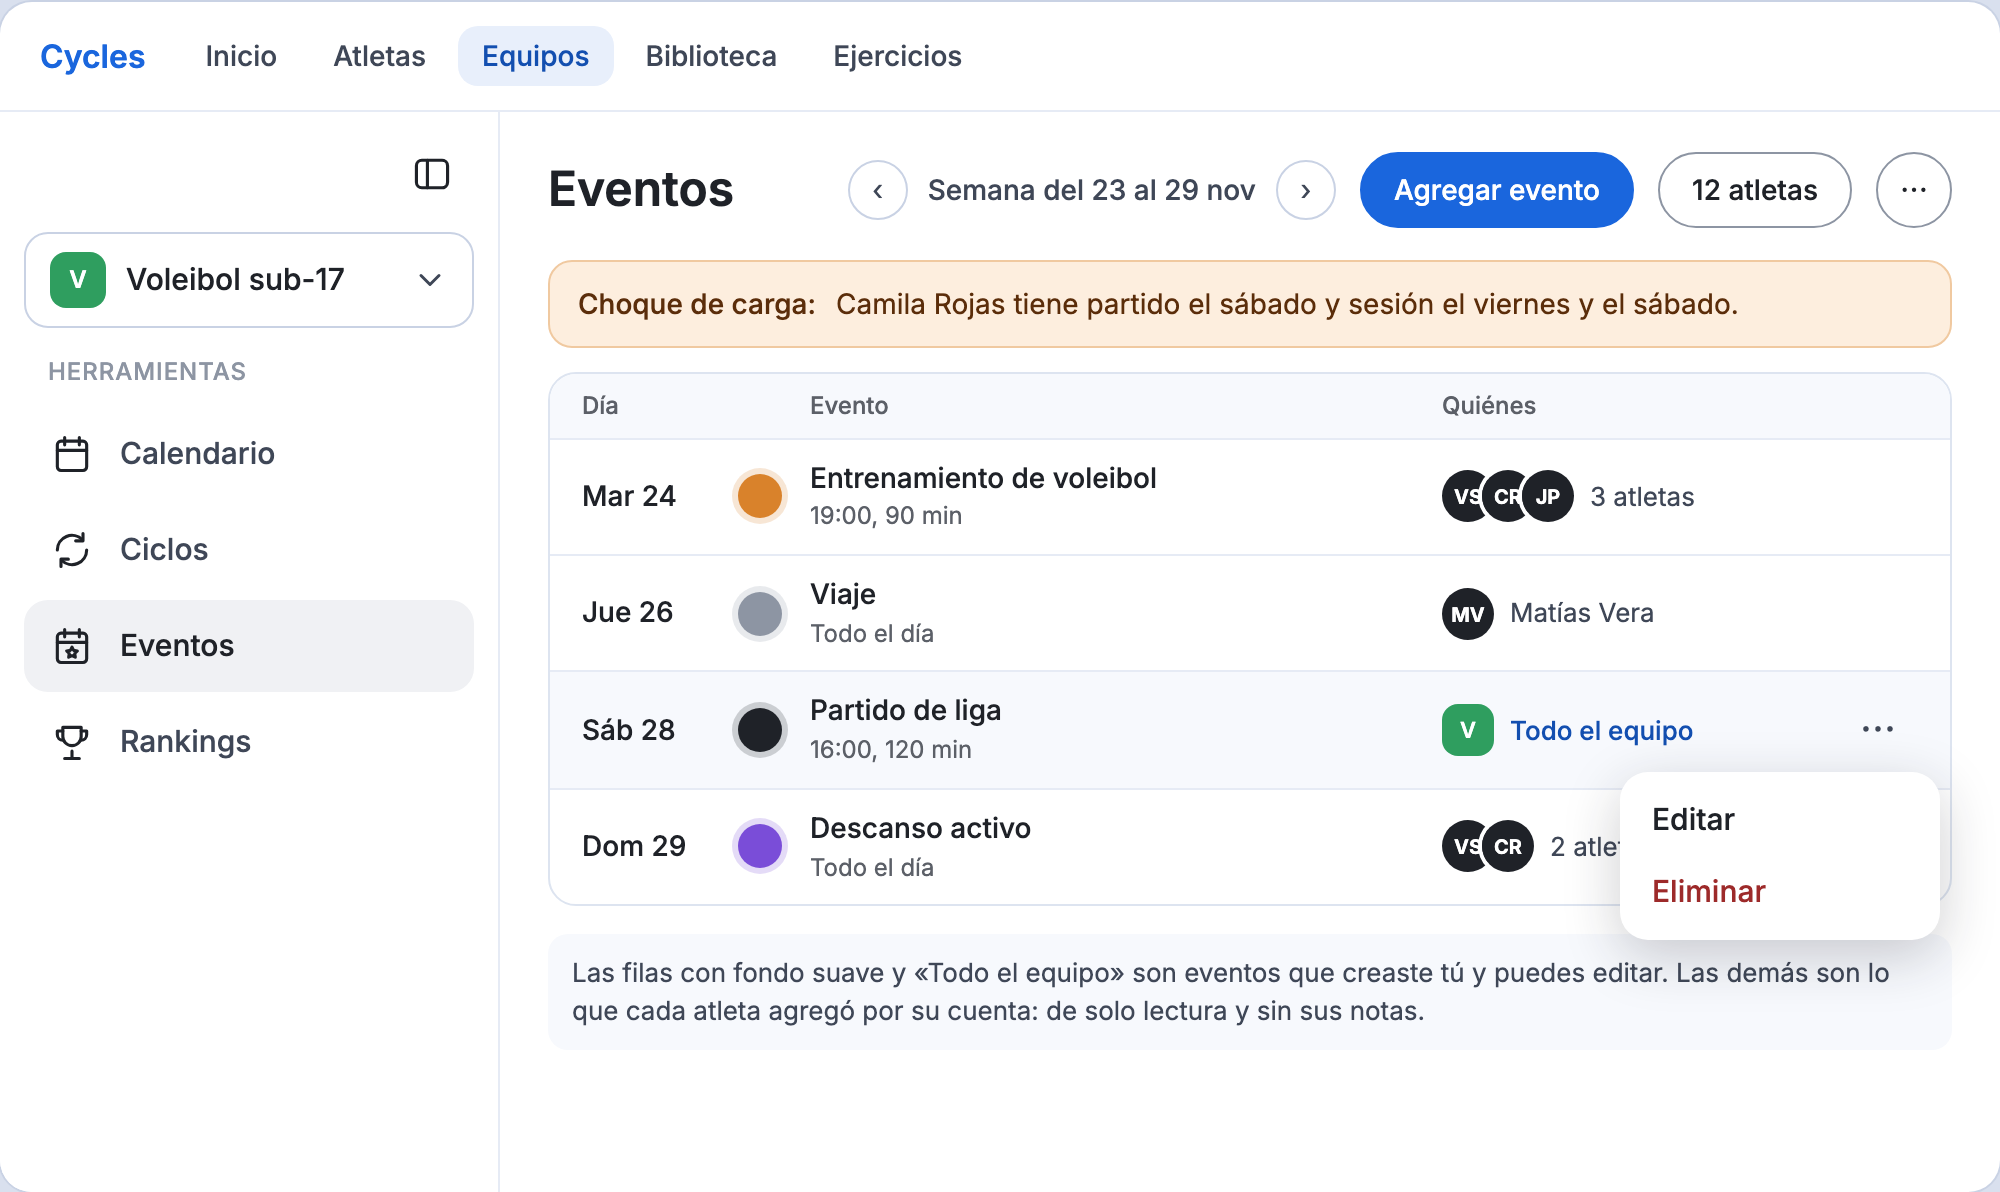 Cycles
Inicio
Atletas
Equipos
Biblioteca
Ejercicios
V
Voleibol sub-17
HERRAMIENTAS
Calendario
Ciclos
Eventos
Rankings
Eventos
‹
Semana del 23 al 29 nov
›
Agregar evento
12 atletas
···
Choque de carga: Camila Rojas tiene partido el sábado y sesión el viernes y el sábado.
Día
Evento
Quiénes
Mar 24
Entrenamiento de voleibol
19:00, 90 min
VS
CR
JP
3 atletas
Jue 26
Viaje
Todo el día
MV
Matías Vera
Sáb 28
Partido de liga
16:00, 120 min
V
Todo el equipo
···
Dom 29
Descanso activo
Todo el día
VS
CR
2
Editar
Eliminar
Las filas con fondo suave y «Todo el equipo» son eventos que creaste tú y puedes editar. Las demás son lo
que cada atleta agregó por su cuenta: de solo lectura y sin sus notas.